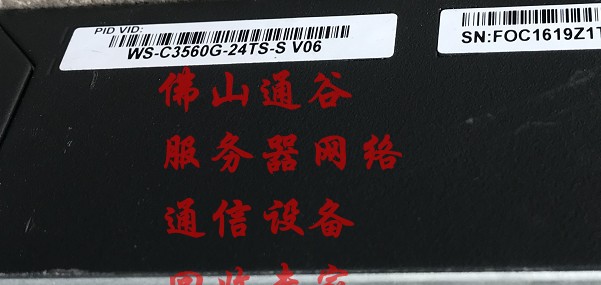 PID VID:
WS-C3560G-24TS-S V06
SN:FOC1619Z1
佛山通谷
服务器网络
通信设备